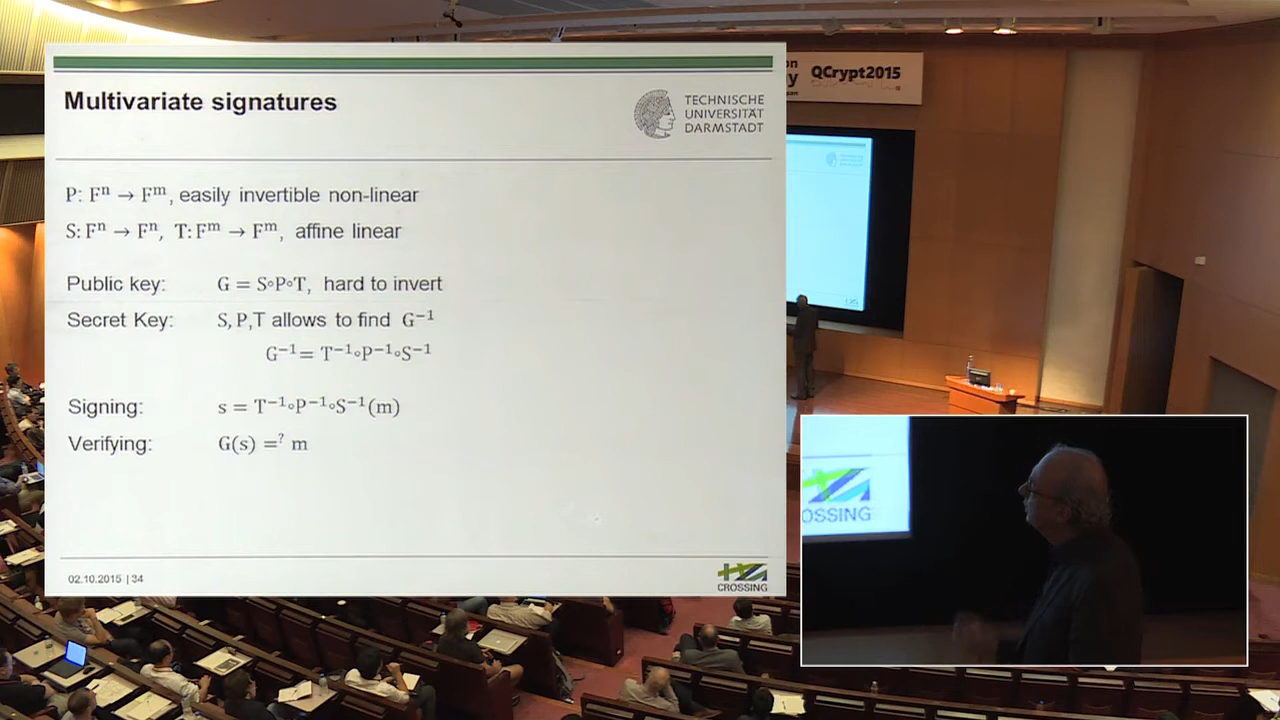 Multivariate signatures
TECHNISCHE
UNIVERSITÄT
DARMSTADT
P: Fⁿ → Fᵐ, easily invertible non-linear
S: Fⁿ → Fⁿ, T: Fᵐ → Fᵐ, affine linear
Public key: G = S∘P∘T, hard to invert
Secret Key: S, P, T allows to find G⁻¹
G⁻¹ = T⁻¹∘P⁻¹∘S⁻¹
Signing: s = T⁻¹∘P⁻¹∘S⁻¹(m)
Verifying: G(s) =? m
02.10.2015 | 34
CROSSING
QCrypt2015
OSSING